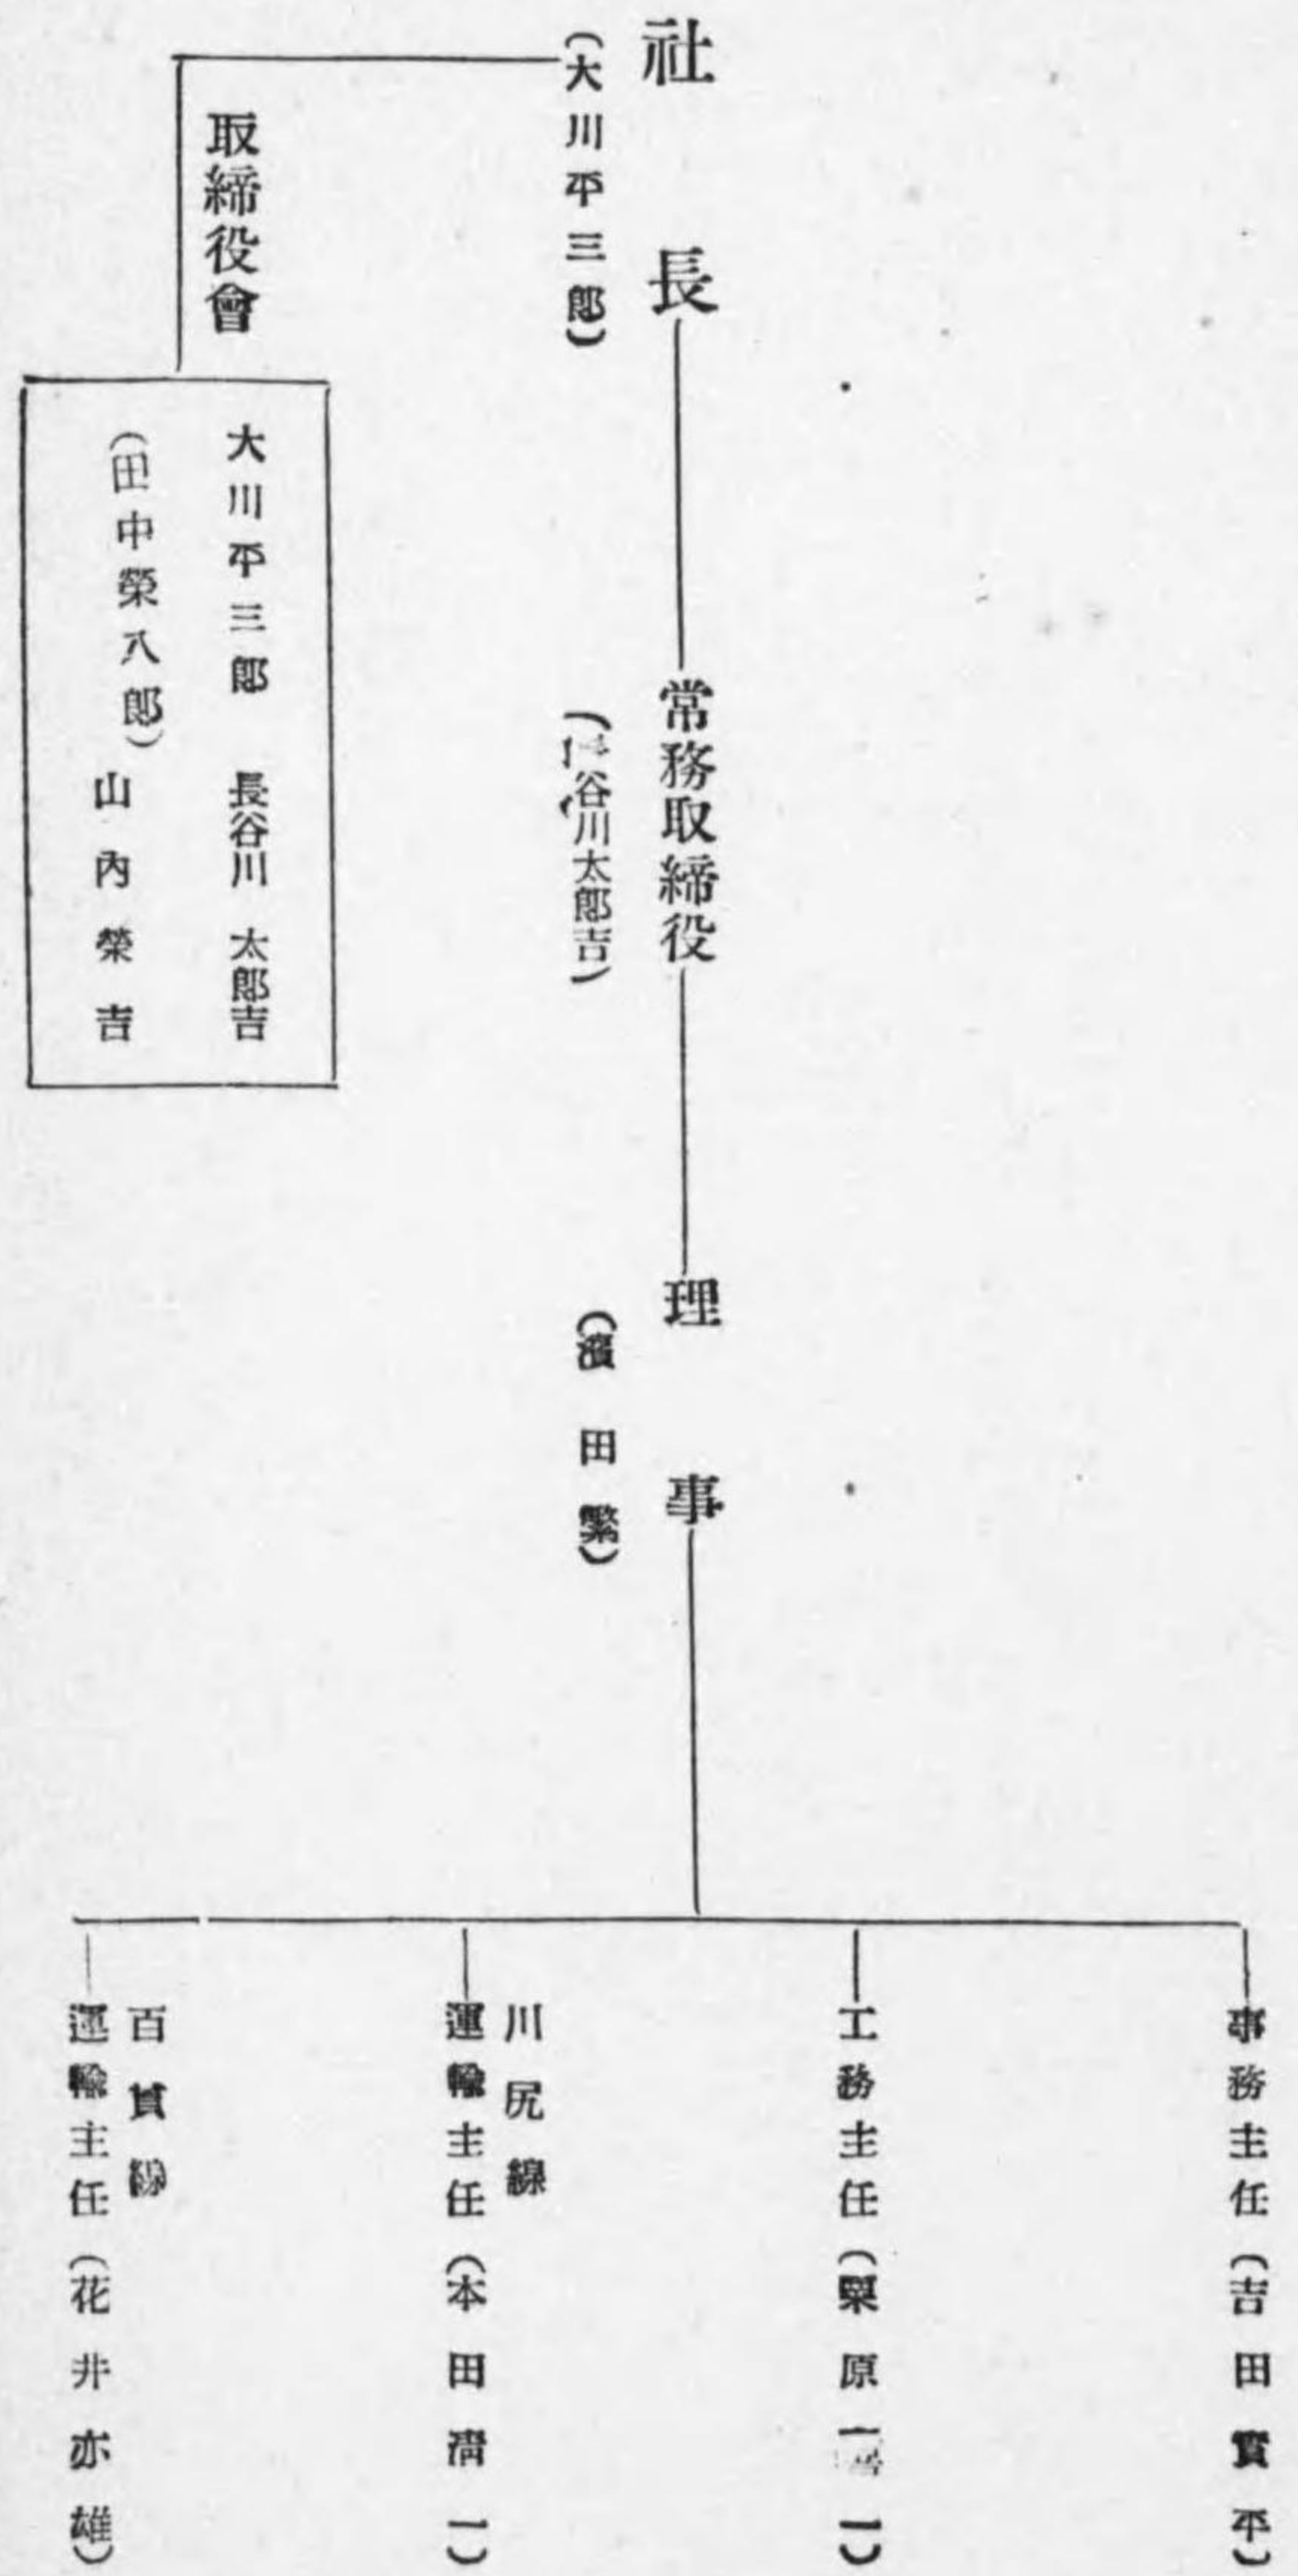 社長
(大川平三郎)
取締役會
大川平三郎 長谷川太郎吉
(田中榮八郎) 山內榮吉
常務取締役
谷川太郎吉)
理事
(濱田繁)
事務主任(吉田實平)
工務主任(栗原 一)
川尻線
運輸主任(本田淸一)
百貫線
運輸主任(花井亦雄)